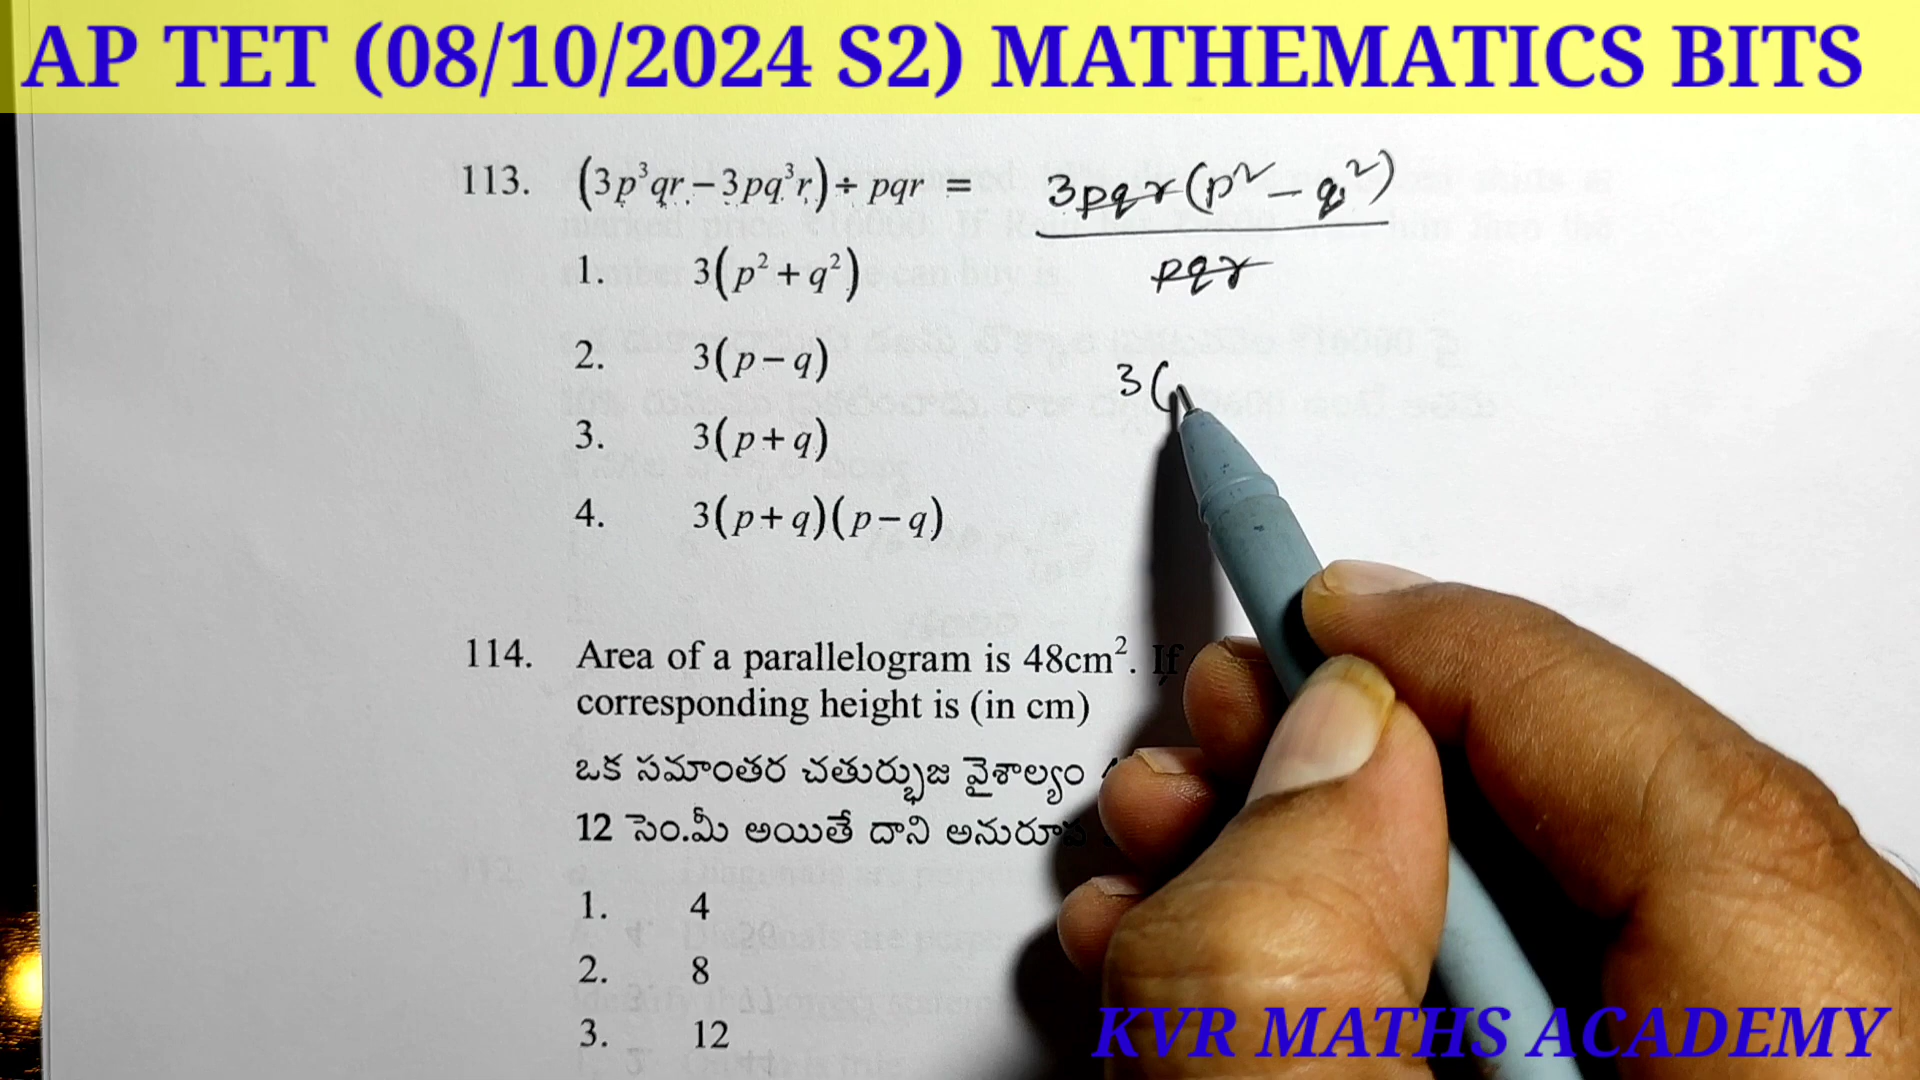 AP TET (08/10/2024 S2) MATHEMATICS BITS
113. (3p³qr – 3pq³r) ÷ pqr = 3pqr(p² – q²)
pqr
1. 3(p² + q²)
2. 3(p – q)
3(
3. 3(p + q)
4. 3(p + q)(p – q)
114. Area of a parallelogram is 48cm². If
corresponding height is (in cm)
ఒక సమాంతర చతుర్భుజ వైశాల్యం
12 సెం.మీ అయితే దాని అనురూప
1. 4
2. 8
3. 12
KVR MATHS ACADEMY